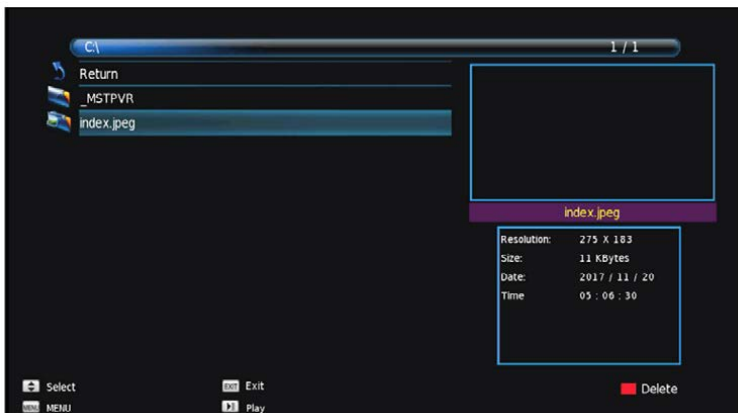 C:\ 1 / 1
Return
_MSTPVR
index.jpeg
index.jpeg
Resolution: 275 X 183
Size: 11 KBytes
Date: 2017 / 11 / 20
Time 05 : 06 : 30
Select EXIT Exit Delete
MENU MENU Play